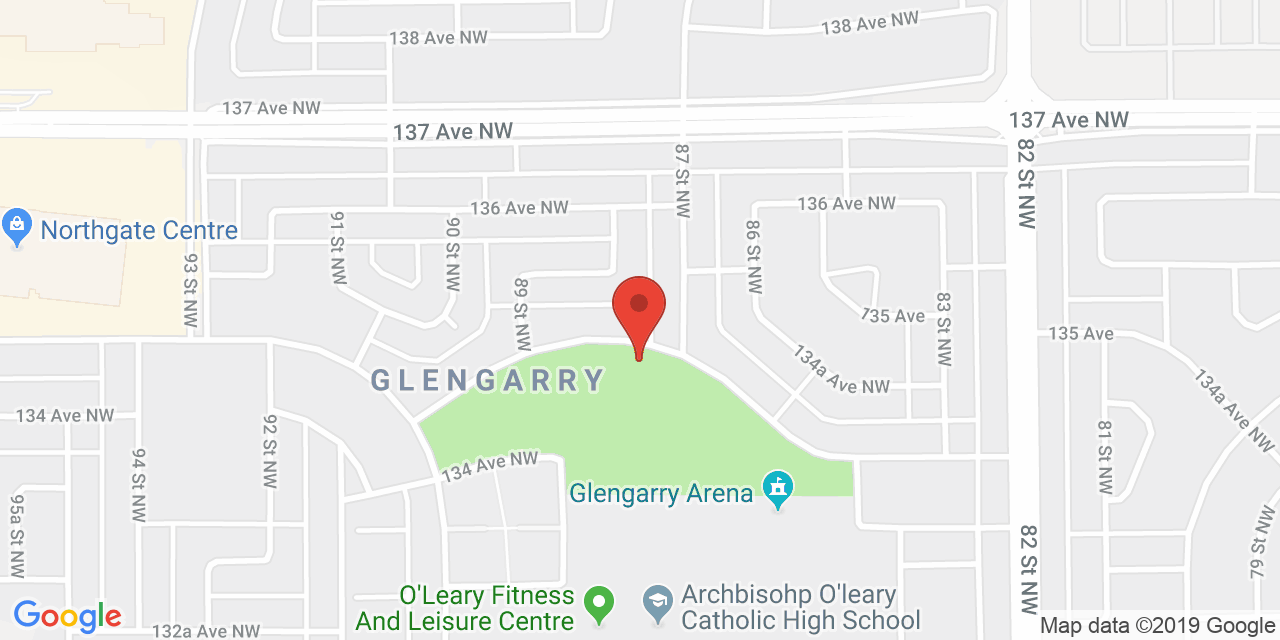 138 Ave NW
138 Ave NW
137 Ave NW
137 Ave NW
137 Ave NW
87 St NW
82 St NW
136 Ave NW
136 Ave NW
Northgate Centre
91 St NW
90 St NW
86 St NW
93 St NW
89 St NW
735 Ave
83 St NW
135 Ave
GLENGARRY
134a Ave NW
134a Ave NW
134 Ave NW
92 St NW
94 St NW
81 St NW
134 Ave NW
Glengarry Arena
95a St NW
79 St NW
82 St NW
O'Leary Fitness
And Leisure Centre
Archbisohp O'leary
Catholic High School
Google
132a Ave NW
Map data ©2019 Google